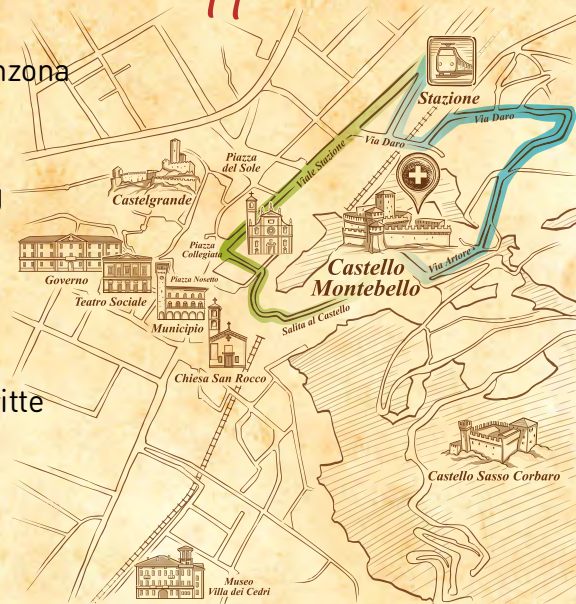 nzona
Stazione
Via Daro
Via Daro
Viale Stazione
Piazza
del Sole
Castelgrande
Piazza
Collegiata
Castello
Montebello
Via Artore
Governo
Teatro Sociale
Piazza Nosetto
Municipio
Salita al Castello
Chiesa San Rocco
itte
Castello Sasso Corbaro
Museo
Villa dei Cedri